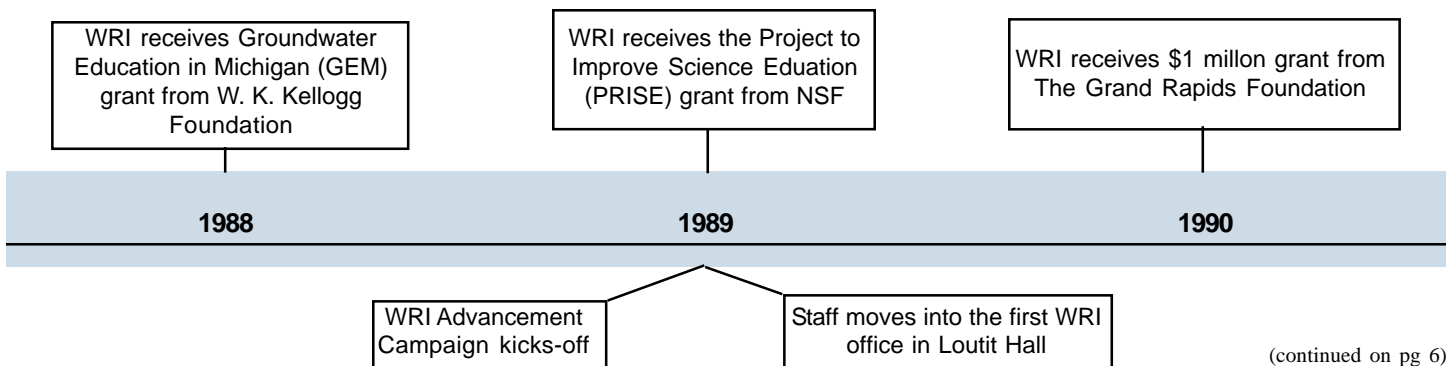 WRI receives Groundwater
Education in Michigan (GEM)
grant from W. K. Kellogg
Foundation
WRI receives the Project to
Improve Science Eduation
(PRISE) grant from NSF
WRI receives $1 millon grant from
The Grand Rapids Foundation
1988
1989
1990
WRI Advancement
Campaign kicks-off
Staff moves into the first WRI
office in Loutit Hall
(continued on pg 6)